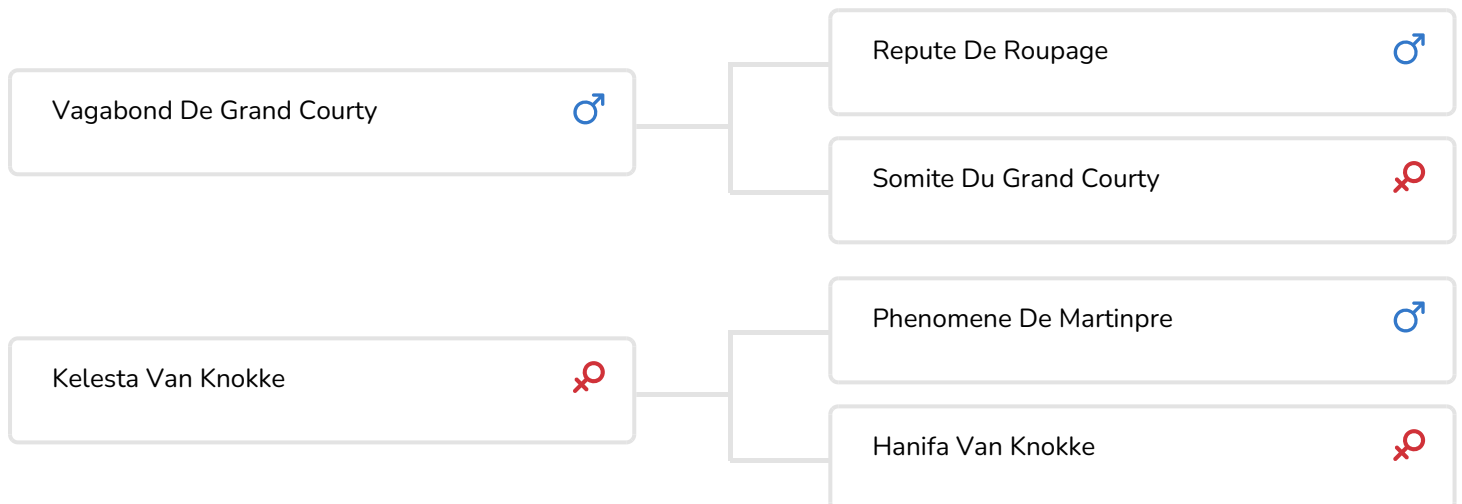 Repute De Roupage
Vagabond De Grand Courty
Somite Du Grand Courty
Phenomene De Martinpre
Kelesta Van Knokke
Hanifa Van Knokke